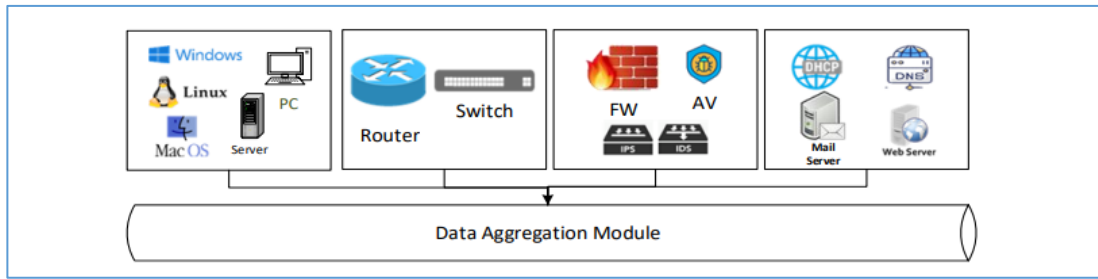 Windows
Linux
PC
Mac OS
Server
Router
Switch
FW
AV
IPS
IDS
DHCP
DNS
Mail
Server
Web Server
Data Aggregation Module